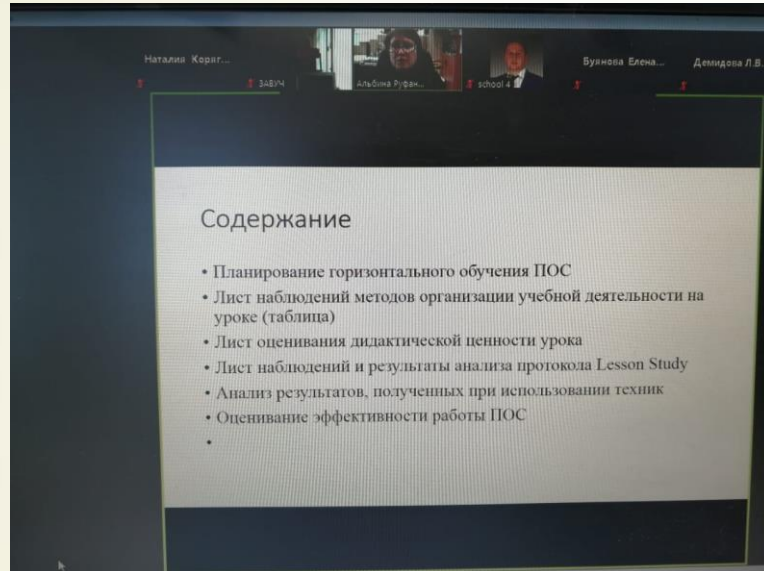 Наталия Коряг...
ЗАВУЧ
Альбина Руфан...
school 4
Буянова Елена...
Демидова Л.В.
Содержание
• Планирование горизонтального обучения ПОС
• Лист наблюдений методов организации учебной деятельности на
уроке (таблица)
• Лист оценивания дидактической ценности урока
• Лист наблюдений и результаты анализа протокола Lesson Study
• Анализ результатов, полученных при использовании техник
• Оценивание эффективности работы ПОС
•